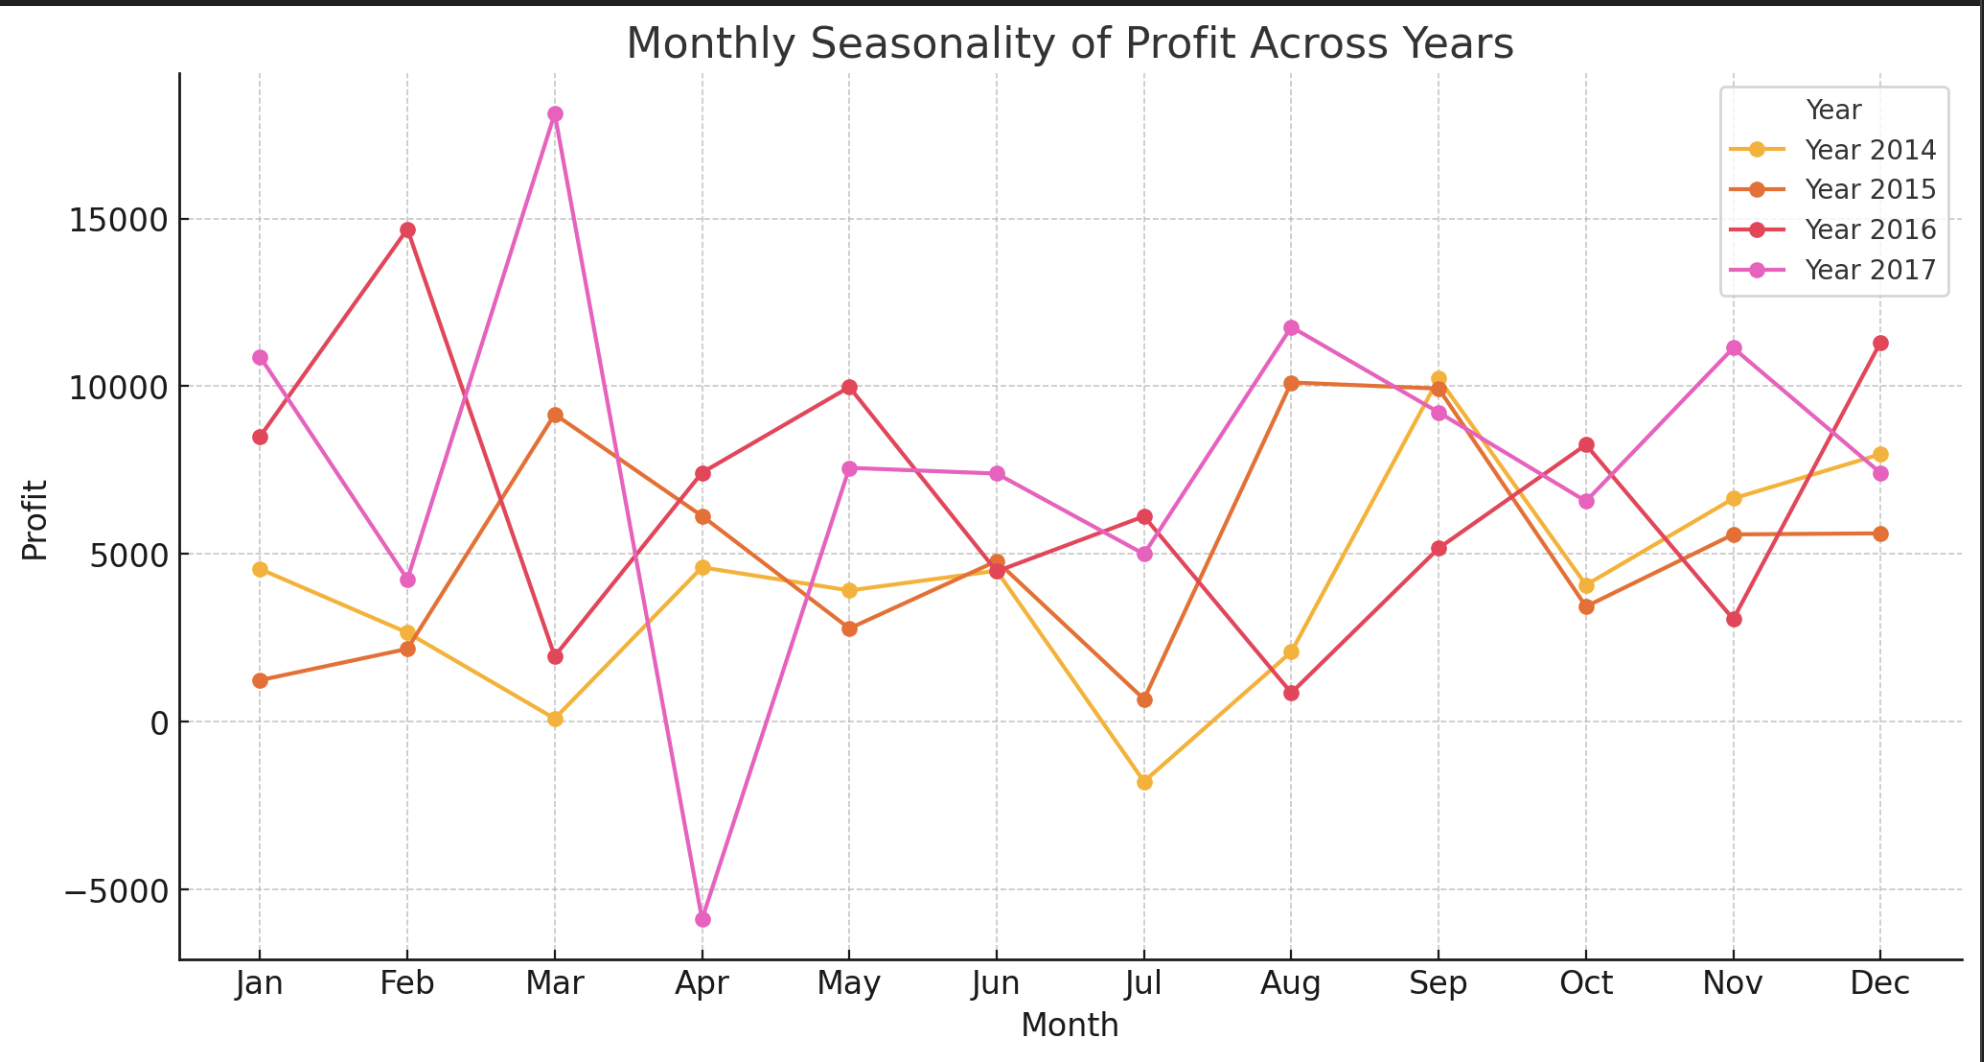 Monthly Seasonality of Profit Across Years
Year
Year 2014
Year 2015
Year 2016
Year 2017
Profit
15000
10000
5000
0
−5000
Jan Feb Mar Apr May Jun Jul Aug Sep Oct Nov Dec
Month